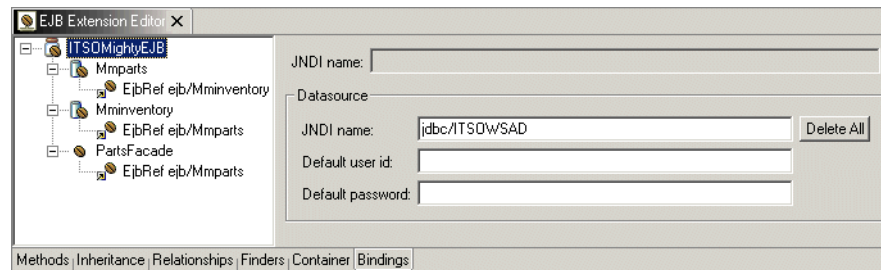 EJB Extension Editor
ITSOMightyEJB
Mmparts
EjbRef ejb/Mminventory
Mminventory
EjbRef ejb/Mmparts
PartsFacade
EjbRef ejb/Mmparts
JNDI name:
Datasource
JNDI name: jdbc/ITSOWSAD Delete All
Default user id:
Default password:
Methods Inheritance Relationships Finders Container Bindings